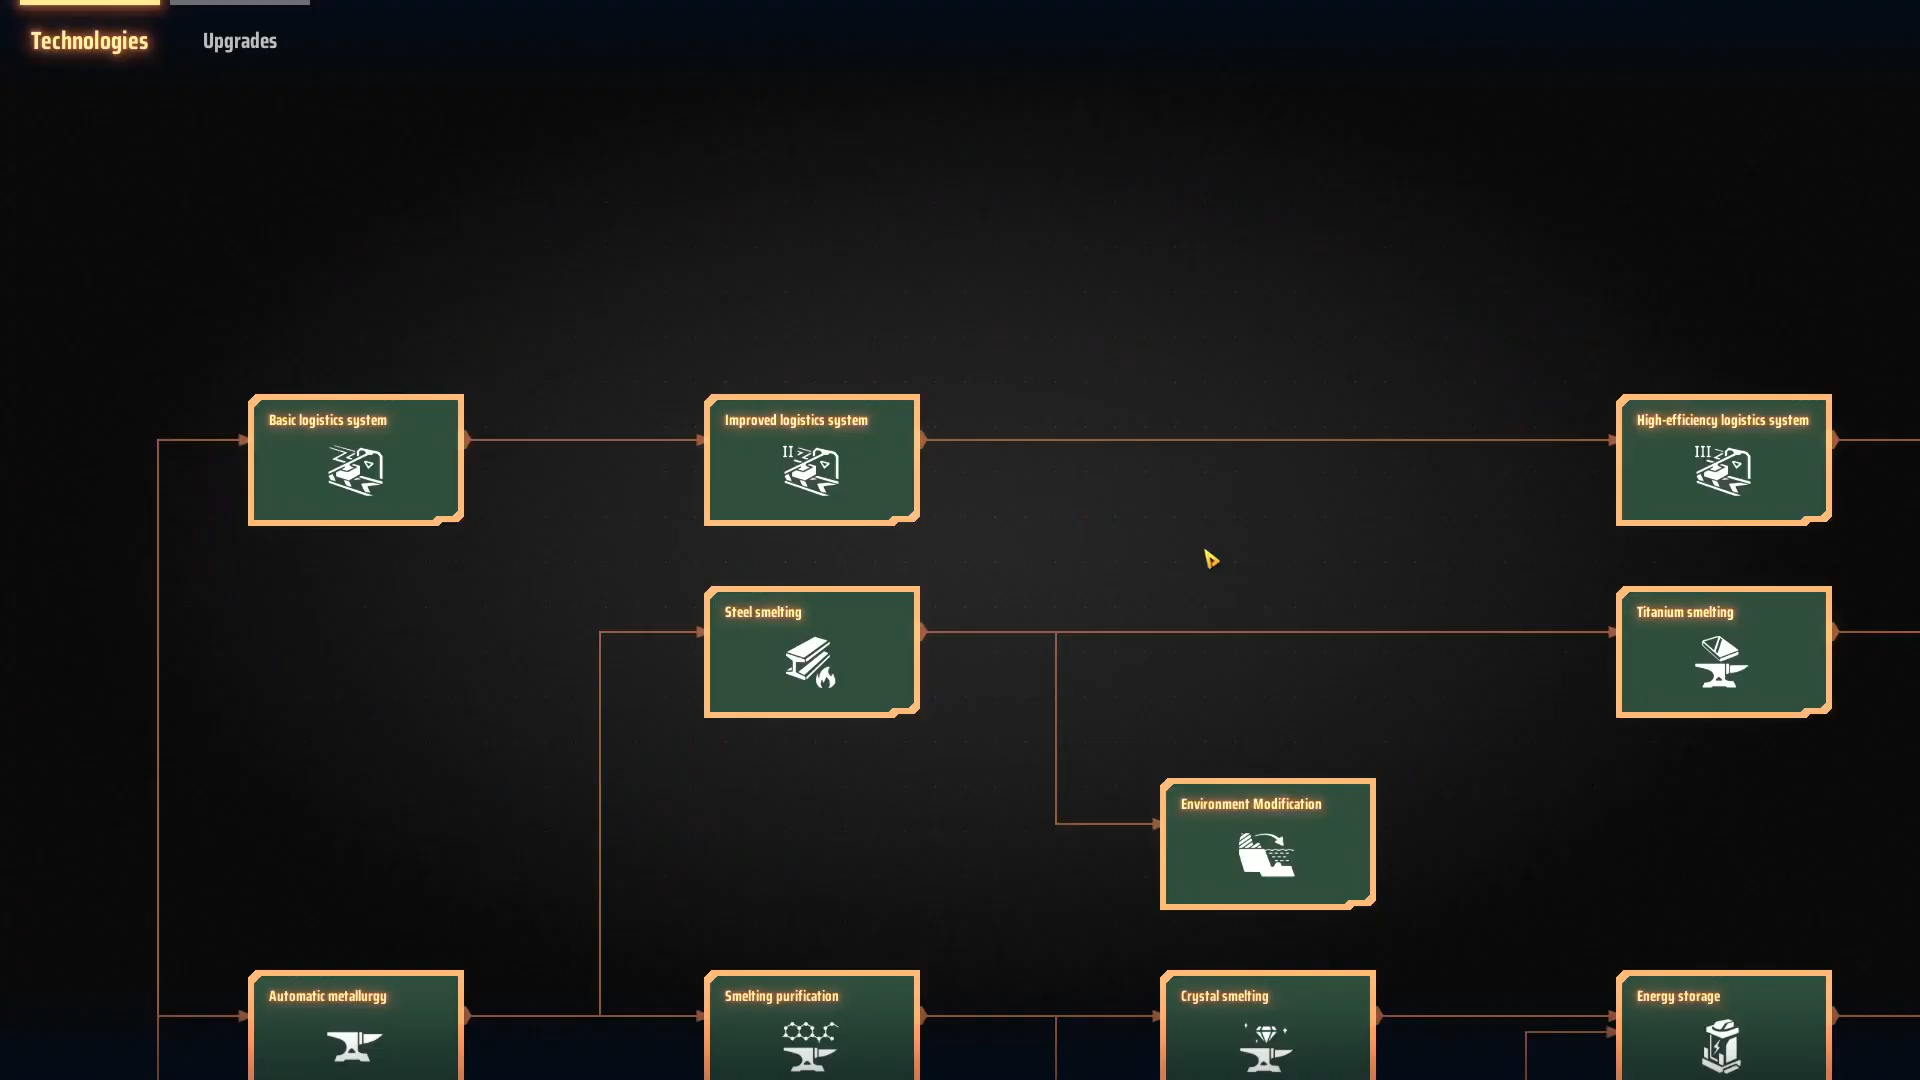 Technologies
Upgrades
Basic logistics system
Improved logistics system
II
High-efficiency logistics system
III
Steel smelting
Titanium smelting
Environment Modification
Automatic metallurgy
Smelting purification
Crystal smelting
Energy storage